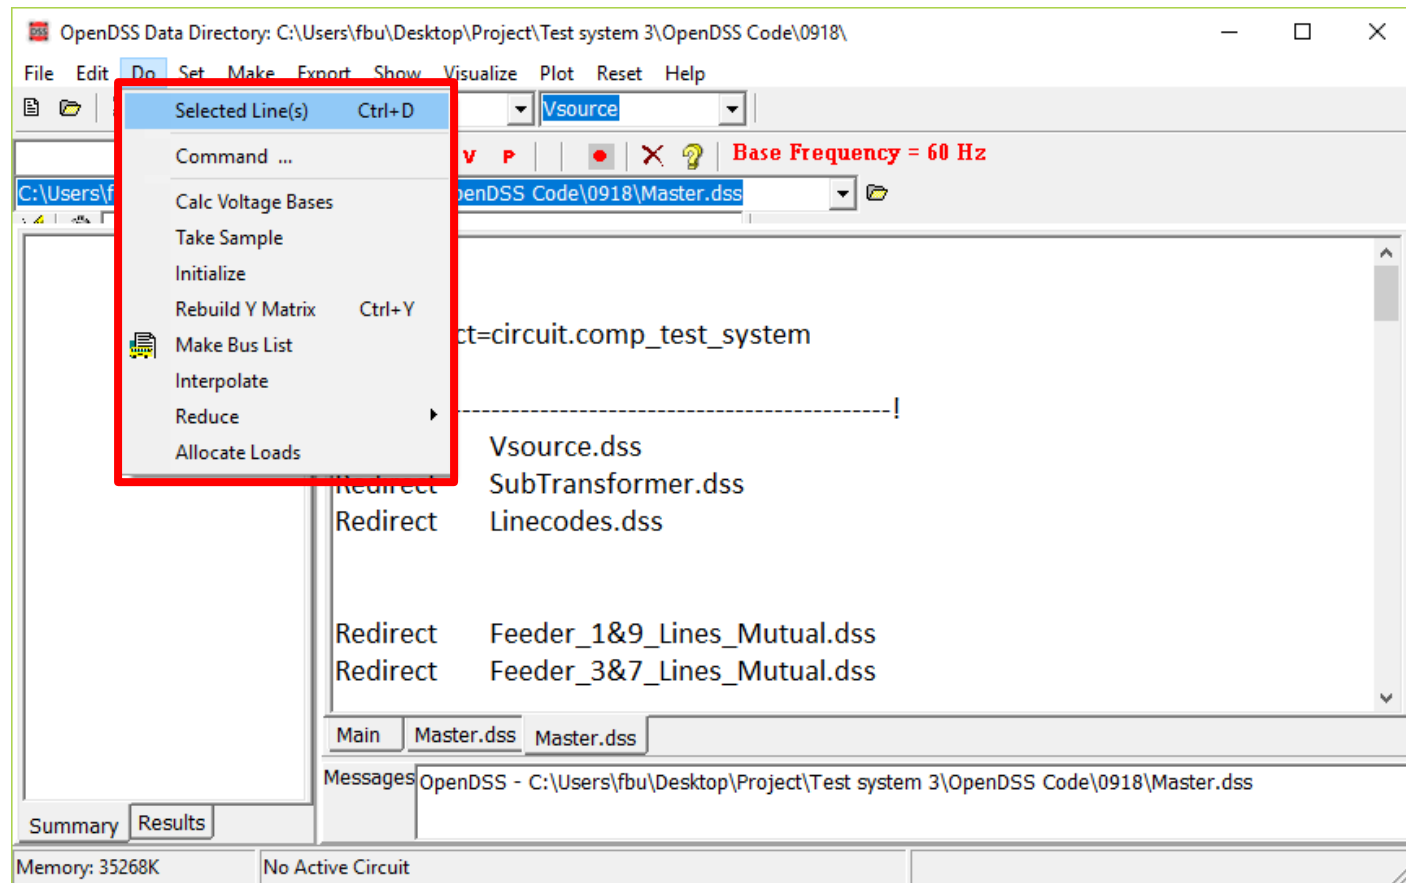 OpenDSS Data Directory: C:\Users\fbu\Desktop\Project\Test system 3\OpenDSS Code\0918\
File Edit Do Set Make Export Show Visualize Plot Reset Help
Vsource
Selected Line(s) Ctrl+D
Command ...
Calc Voltage Bases
Take Sample
Initialize
Rebuild Y Matrix Ctrl+Y
Make Bus List
Interpolate
Reduce
Allocate Loads
V P Base Frequency = 60 Hz
C:\Users\f penDSS Code\0918\Master.dss
ct=circuit.comp_test_system
--------------------------------------------!
Vsource.dss
Redirect SubTransformer.dss
Redirect Linecodes.dss
Redirect Feeder_1&9_Lines_Mutual.dss
Redirect Feeder_3&7_Lines_Mutual.dss
Main Master.dss Master.dss
Messages OpenDSS - C:\Users\fbu\Desktop\Project\Test system 3\OpenDSS Code\0918\Master.dss
Summary Results
Memory: 35268K No Active Circuit